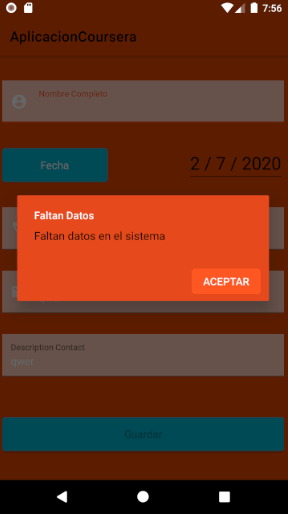 7:56
AplicacionCoursera
Nombre Completo
Fecha
2 / 7 / 2020
Faltan Datos
Faltan datos en el sistema
ACEPTAR
Description Contact
qwer
Guardar